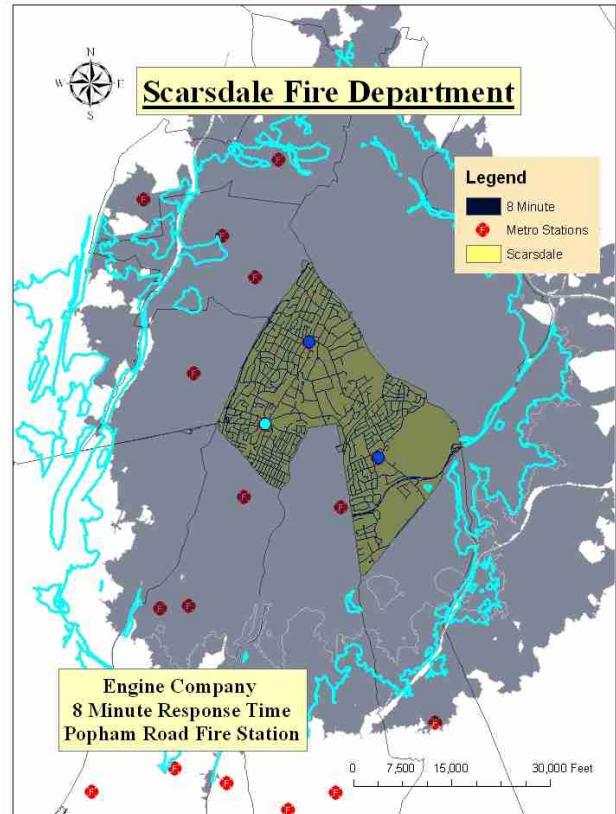 N
W E
S
Scarsdale Fire Department
Legend
8 Minute
F Metro Stations
Scarsdale
F
F
F
F
F
F
F
F
F
Engine Company
8 Minute Response Time
Popham Road Fire Station
F
0 7,500 15,000 30,000 Feet
F
F
F
F
F